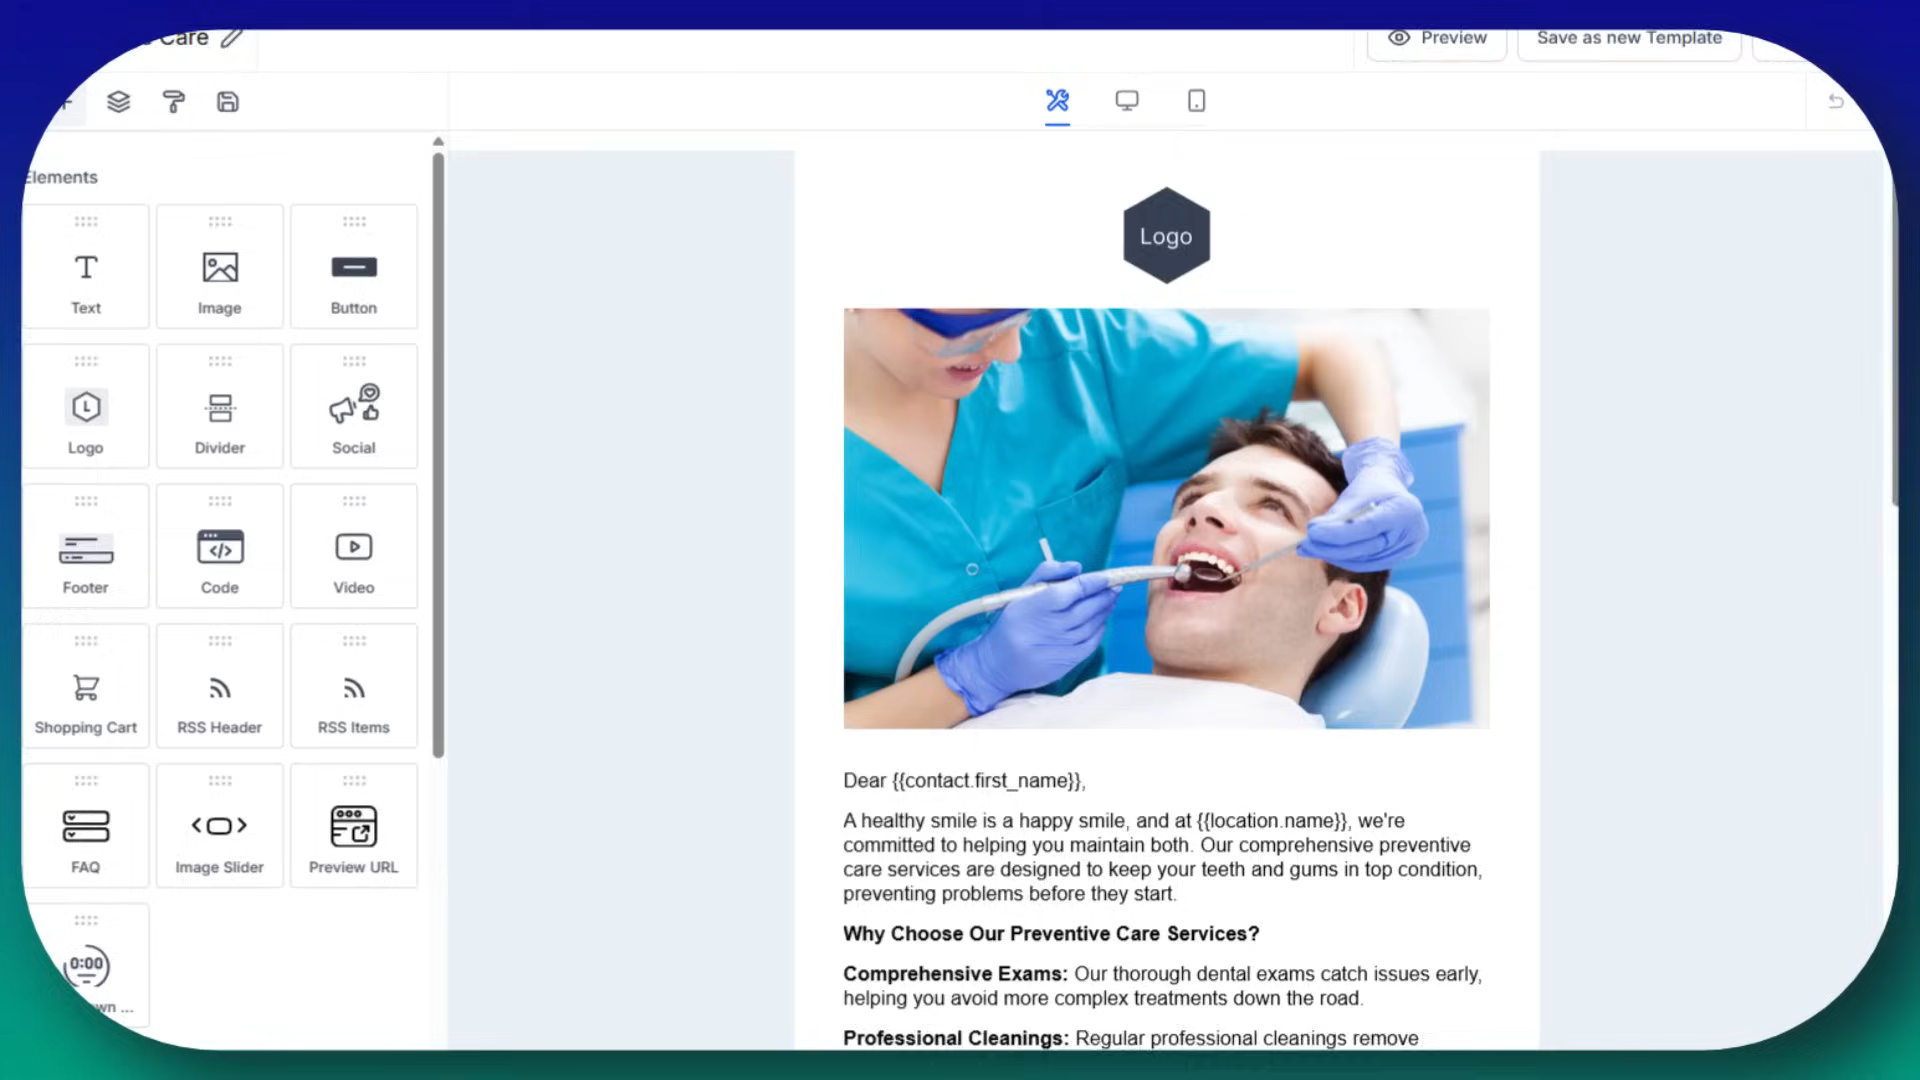 Care
Preview
Save as new Template
Elements
Text
Image
Button
Logo
Divider
Social
Footer
Code
Video
Shopping Cart
RSS Header
RSS Items
FAQ
Image Slider
Preview URL
0:00
wn ...
Logo
Dear {{contact.first_name}},
A healthy smile is a happy smile, and at {{location.name}}, we're
committed to helping you maintain both. Our comprehensive preventive
care services are designed to keep your teeth and gums in top condition,
preventing problems before they start.
Why Choose Our Preventive Care Services?
Comprehensive Exams: Our thorough dental exams catch issues early,
helping you avoid more complex treatments down the road.
Professional Cleanings: Regular professional cleanings remove